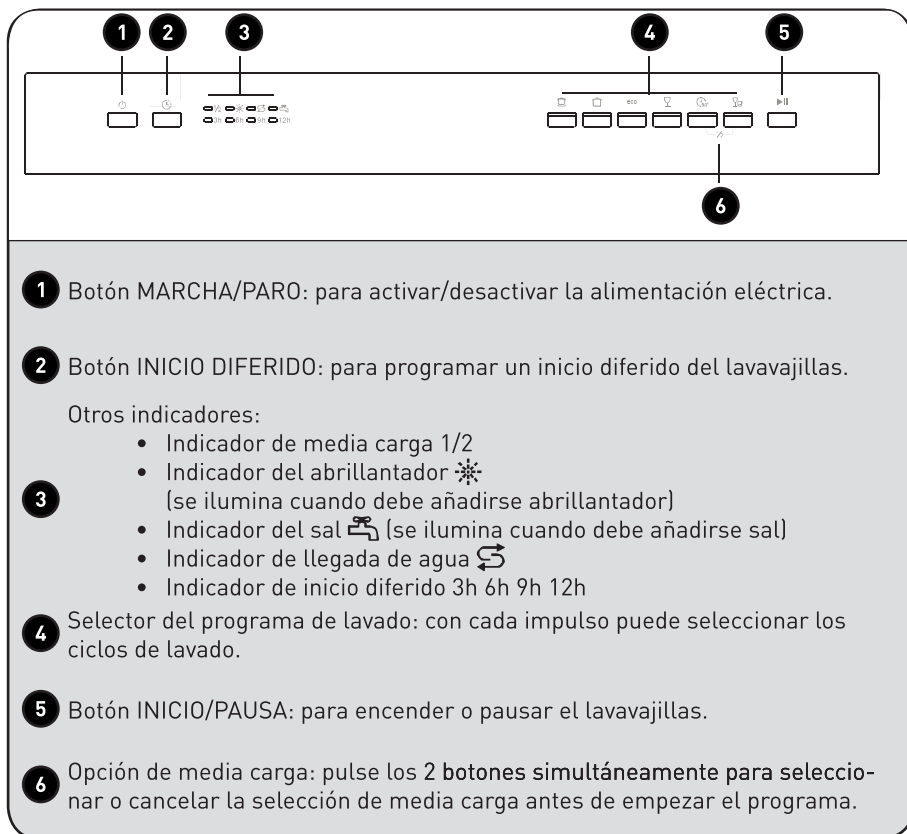 1 2 3 4 5
½
3h 6h 9h 12h
eco
90'
6
1 Botón MARCHA/PARO: para activar/desactivar la alimentación eléctrica.
2 Botón INICIO DIFERIDO: para programar un inicio diferido del lavavajillas.
Otros indicadores:
• Indicador de media carga 1/2
• Indicador del abrillantador
(se ilumina cuando debe añadirse abrillantador)
3
• Indicador del sal (se ilumina cuando debe añadirse sal)
• Indicador de llegada de agua
• Indicador de inicio diferido 3h 6h 9h 12h
4 Selector del programa de lavado: con cada impulso puede seleccionar los
ciclos de lavado.
5 Botón INICIO/PAUSA: para encender o pausar el lavavajillas.
6 Opción de media carga: pulse los 2 botones simultáneamente para seleccio-
nar o cancelar la selección de media carga antes de empezar el programa.